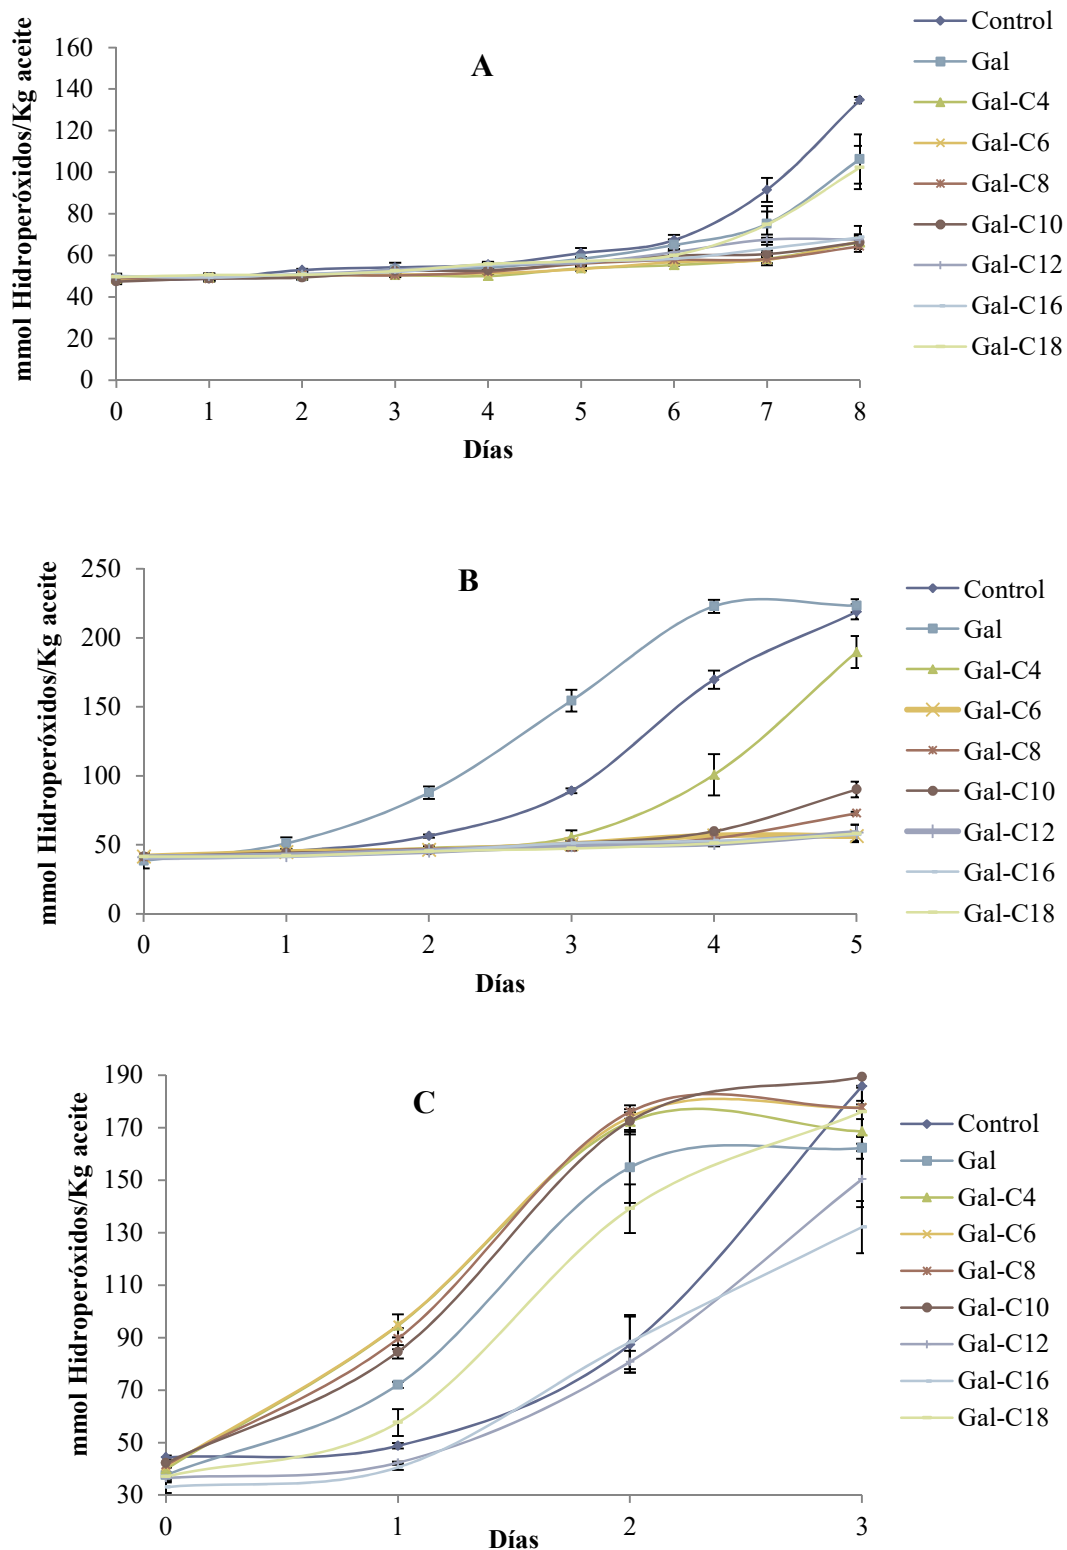 A
mmol Hidroperóxidos/Kg aceite
160
140
120
100
80
60
40
20
0
0 1 2 3 4 5 6 7 8
Días
Control
Gal
Gal-C4
Gal-C6
Gal-C8
Gal-C10
Gal-C12
Gal-C16
Gal-C18
B
mmol Hidroperóxidos/Kg aceite
250
200
150
100
50
0
0 1 2 3 4 5
Días
Control
Gal
Gal-C4
Gal-C6
Gal-C8
Gal-C10
Gal-C12
Gal-C16
Gal-C18
C
mmol Hidroperóxidos/Kg aceite
190
170
150
130
110
90
70
50
30
0 1 2 3
Días
Control
Gal
Gal-C4
Gal-C6
Gal-C8
Gal-C10
Gal-C12
Gal-C16
Gal-C18